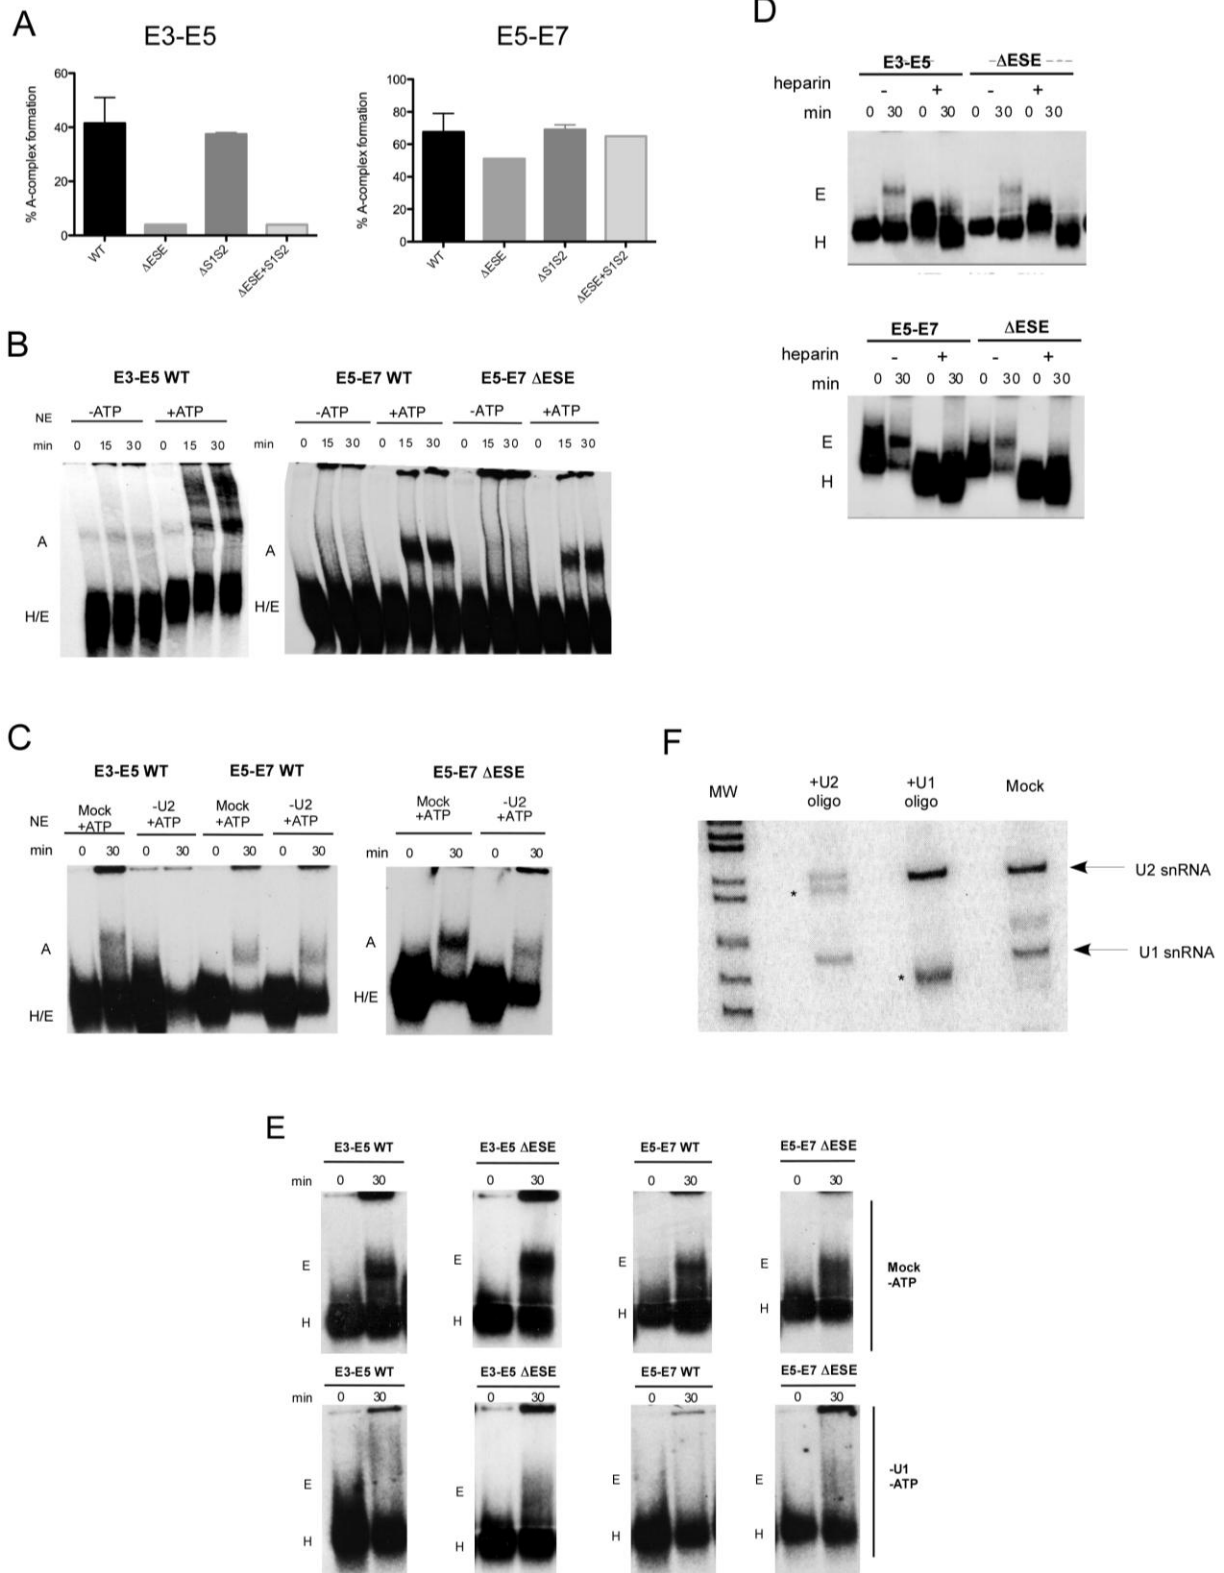 A
E3-E5
E5-E7
% A-complex formation
60
40
20
0
WT
ΔESE
ΔS1S2
ΔESE+S1S2
% A-complex formation
100
80
60
40
20
0
WT
ΔESE
ΔS1S2
ΔESE+S1S2
D
E3-E5 ΔESE
heparin - + - +
min 0 30 0 30 0 30 0 30
E
H
E5-E7 ΔESE
heparin - + - +
min 0 30 0 30 0 30 0 30
E
H
B
E3-E5 WT
NE -ATP +ATP
min 0 15 30 0 15 30
A
H/E
E5-E7 WT E5-E7 ΔESE
-ATP +ATP -ATP +ATP
min 0 15 30 0 15 30 0 15 30 0 15 30
A
H/E
C
E3-E5 WT E5-E7 WT
NE Mock +ATP -U2 +ATP Mock +ATP -U2 +ATP
min 0 30 0 30 0 30 0 30
A
H/E
E5-E7 ΔESE
Mock +ATP -U2 +ATP
min 0 30 0 30
A
H/E
F
MW +U2 oligo +U1 oligo Mock
U2 snRNA
*
U1 snRNA
*
E
E3-E5 WT E3-E5 ΔESE E5-E7 WT E5-E7 ΔESE
min 0 30 0 30 0 30 0 30
E E E E
H H H H
Mock
-ATP
E3-E5 WT E3-E5 ΔESE E5-E7 WT E5-E7 ΔESE
min 0 30 0 30 0 30 0 30
E E E E
H H H H
-U1
-ATP